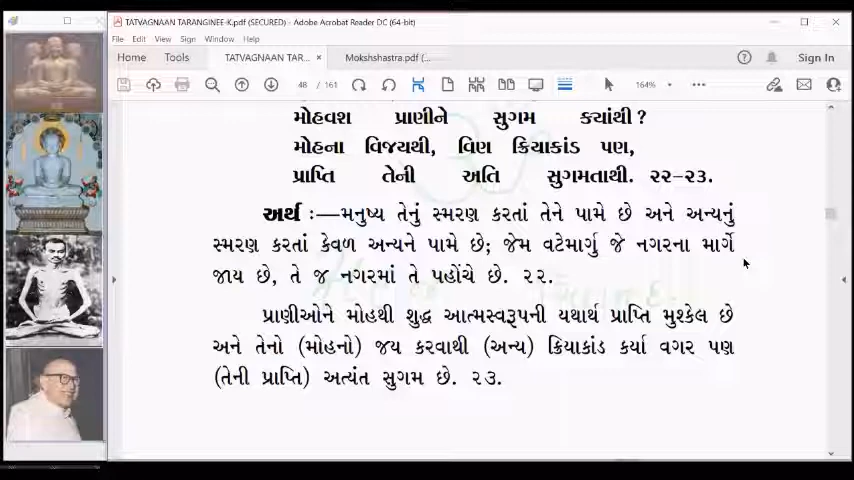 TATVAGNAAN TARANGINEE-K.pdf (SECURED) - Adobe Acrobat Reader DC (64-bit)
File Edit View Sign Window Help
Home Tools TATVAGNAAN TARANGINEE-K.... × Mokshshastra.pdf (... Sign In
48 / 161 164%
મોહવશ પ્રાણીને સુગમ ક્યાંથી ?
મોહના વિજયથી, વિણ ક્રિયાકાંડ પણ,
પ્રાપ્તિ તેની અતિ સુગમતાથી. ૨૨-૨૩.
અર્થ :—મનુષ્ય તેનું સ્મરણ કરતાં તેને પામે છે અને અન્યનું
સ્મરણ કરતાં કેવળ અન્યને પામે છે; જેમ વટેમાર્ગુ જે નગરના માર્ગે
જાય છે, તે જ નગરમાં તે પહોંચે છે. ૨૨.
પ્રાણીઓને મોહથી શુદ્ધ આત્મસ્વરૂપની યથાર્થ પ્રાપ્તિ મુશ્કેલ છે
અને તેનો (મોહનો) જય કરવાથી (અન્ય) ક્રિયાકાંડ કર્યા વગર પણ
(તેની પ્રાપ્તિ) અત્યંત સુગમ છે. ૨૩.